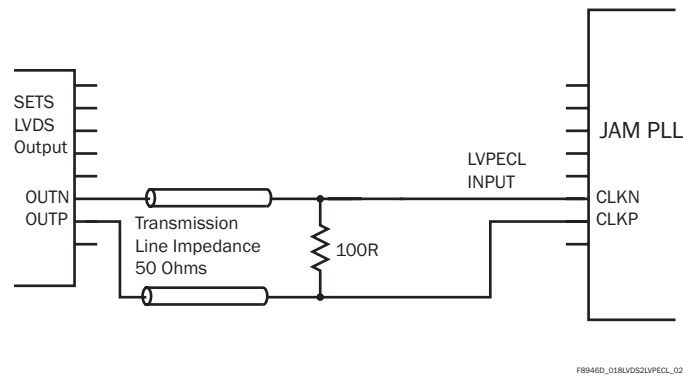 SETS
LVDS
Output
JAM PLL
LVPECL
INPUT
OUTN
OUTP
CLKN
CLKP
Transmission
Line Impedance
50 Ohms
100R
F8946D_018LVDS2LVPECL_02